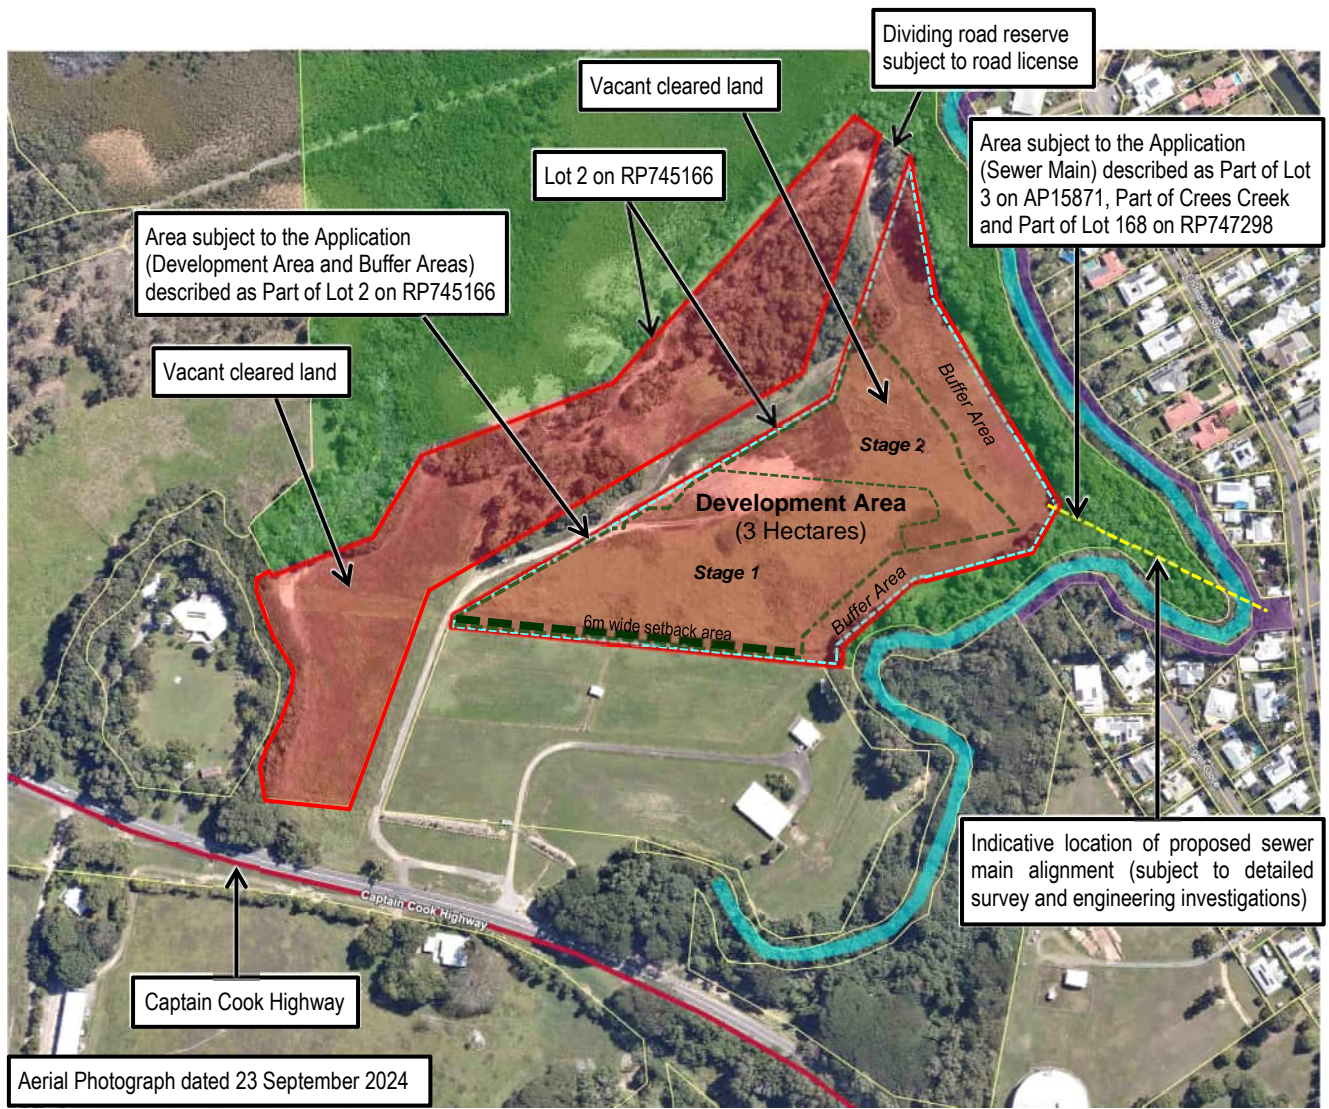 Dividing road reserve
subject to road license
Vacant cleared land
Area subject to the Application
(Sewer Main) described as Part of Lot
3 on AP15871, Part of Crees Creek
and Part of Lot 168 on RP747298
Lot 2 on RP745166
Area subject to the Application
(Development Area and Buffer Areas)
described as Part of Lot 2 on RP745166
Vacant cleared land
Buffer Area
Stage 2
Development Area
(3 Hectares)
Stage 1
Buffer Area
6m wide setback area
Indicative location of proposed sewer
main alignment (subject to detailed
survey and engineering investigations)
Captain Cook Highway
Captain Cook Highway
Aerial Photograph dated 23 September 2024